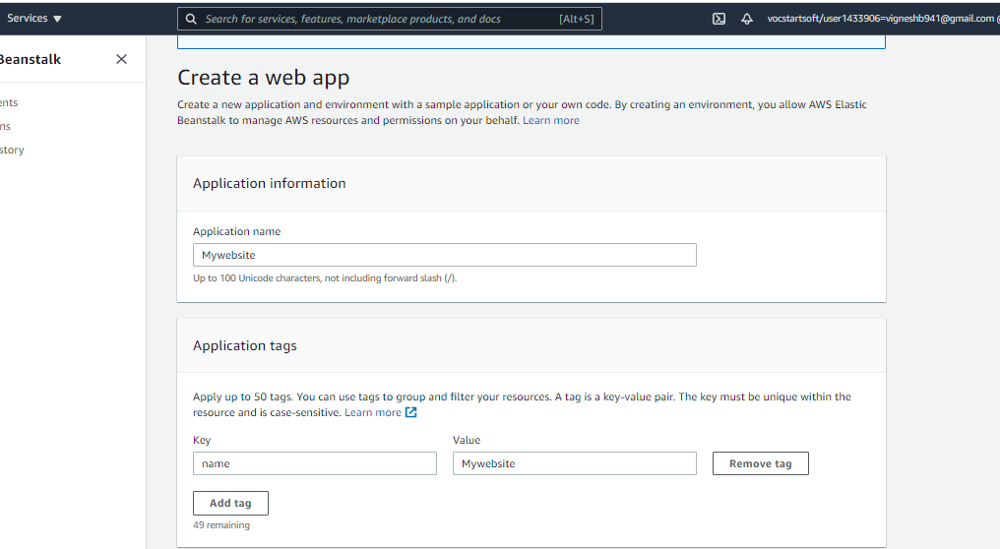 Services ▼
Search for services, features, marketplace products, and docs [Alt+S]
vocstartsoft/user1433906=vigneshb941@gmail.com @
Beanstalk
ents
ns
story
Create a web app
Create a new application and environment with a sample application or your own code. By creating an environment, you allow AWS Elastic
Beanstalk to manage AWS resources and permissions on your behalf. Learn more
Application information
Application name
Mywebsite
Up to 100 Unicode characters, not including forward slash (/).
Application tags
Apply up to 50 tags. You can use tags to group and filter your resources. A tag is a key-value pair. The key must be unique within the
resource and is case-sensitive. Learn more
Key Value
name Mywebsite Remove tag
Add tag
49 remaining